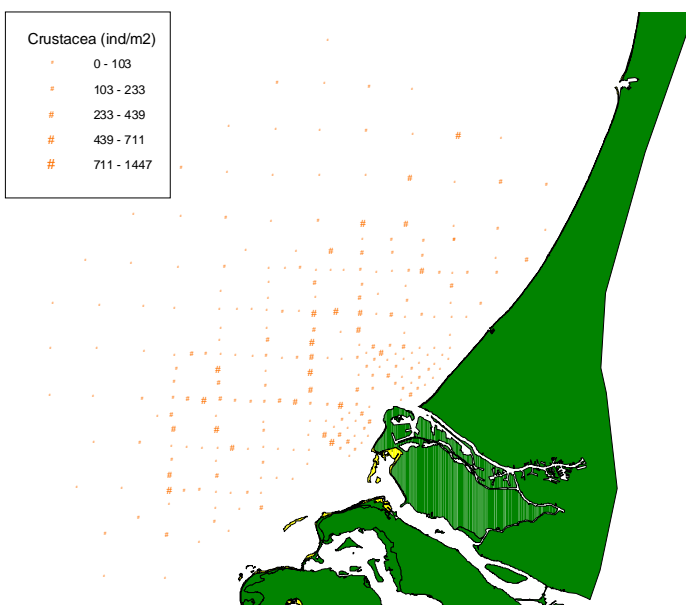 Crustacea (ind/m2)
# 0 - 103
# 103 - 233
# 233 - 439
# 439 - 711
# 711 - 1447